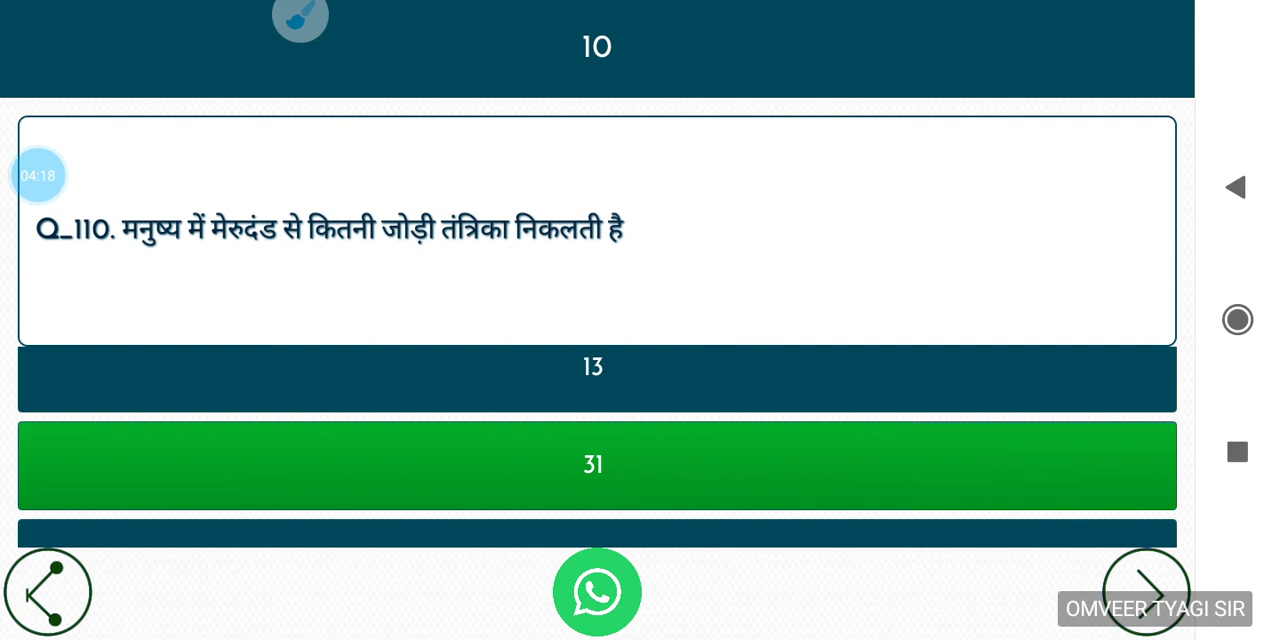 10
04:18
Q_110. मनुष्य में मेरुदंड से कितनी जोड़ी तंत्रिका निकलती है
13
31
OMVEER TYAGI SIR